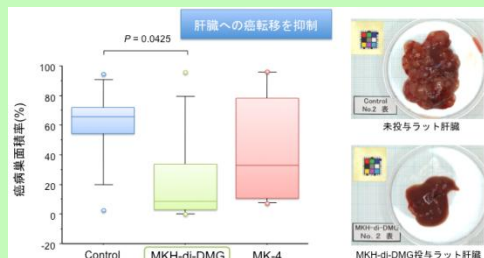 肝臓への癌転移を抑制
P = 0.0425
癌病巣面積率(%)
100
80
60
40
20
0
-20
Control
MKH-di-DMG
MK-4
Control
No.2 表
未投与ラット肝臓
MKH-di-DMG
No. 2 表
MKH-di-DMG投与ラット肝臓